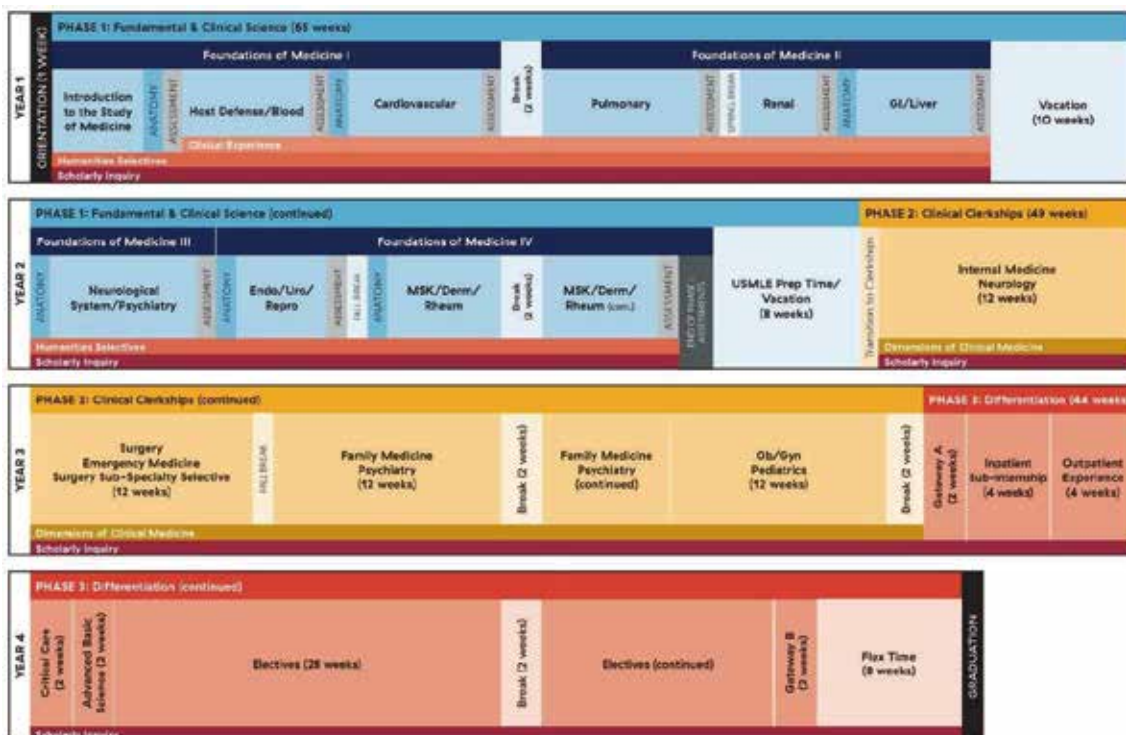 YEAR 1
ORIENTATION (1 WEEK)
PHASE 1: Fundamental & Clinical Science (65 weeks)
Foundations of Medicine I
Break
(2 weeks)
Foundations of Medicine II
Introduction
to the Study
of Medicine
ANATOMY
ASSESSMENT
Host Defense/Blood
ASSESSMENT
ANATOMY
Cardiovascular
ASSESSMENT
Pulmonary
ASSESSMENT
SPRING BREAK
Renal
ASSESSMENT
ANATOMY
GI/Liver
ASSESSMENT
Vacation
(10 weeks)
Clinical Experience
Humanities Selectives
Scholarly Inquiry
YEAR 2
PHASE 1: Fundamental & Clinical Science (continued)
PHASE 2: Clinical Clerkships (49 weeks)
Foundations of Medicine III
Foundations of Medicine IV
ANATOMY
Neurological
System/Psychiatry
ASSESSMENT
ANATOMY
Endo/Uro/
Repro
ASSESSMENT
FALL BREAK
ANATOMY
MSK/Derm/
Rheum
Break
(2 weeks)
MSK/Derm/
Rheum (con.)
ASSESSMENT
END OF PHASE
ASSESSMENTS
USMLE Prep Time/
Vacation
(8 weeks)
Transition to Clerkships
Internal Medicine
Neurology
(12 weeks)
Humanities Selectives
Dimensions of Clinical Medicine
Scholarly Inquiry
Scholarly Inquiry
YEAR 3
PHASE 2: Clinical Clerkships (continued)
PHASE 3: Differentiation (44 weeks
Surgery
Emergency Medicine
Surgery Sub-Specialty Selective
(12 weeks)
FALL BREAK
Family Medicine
Psychiatry
(12 weeks)
Break (2 weeks)
Family Medicine
Psychiatry
(continued)
Ob/Gyn
Pediatrics
(12 weeks)
Break (2 weeks)
Gateway A
(2 weeks)
Inpatient
Sub-Internship
(4 weeks)
Outpatient
Experience
(4 weeks)
Dimensions of Clinical Medicine
Scholarly Inquiry
YEAR 4
PHASE 3: Differentiation (continued)
Critical Care
(2 weeks)
Advanced Basic
Science (2 weeks)
Electives (28 weeks)
Break (2 weeks)
Electives (continued)
Gateway B
(2 weeks)
Flex Time
(8 weeks)
GRADUATION
Scholarly Inquiry